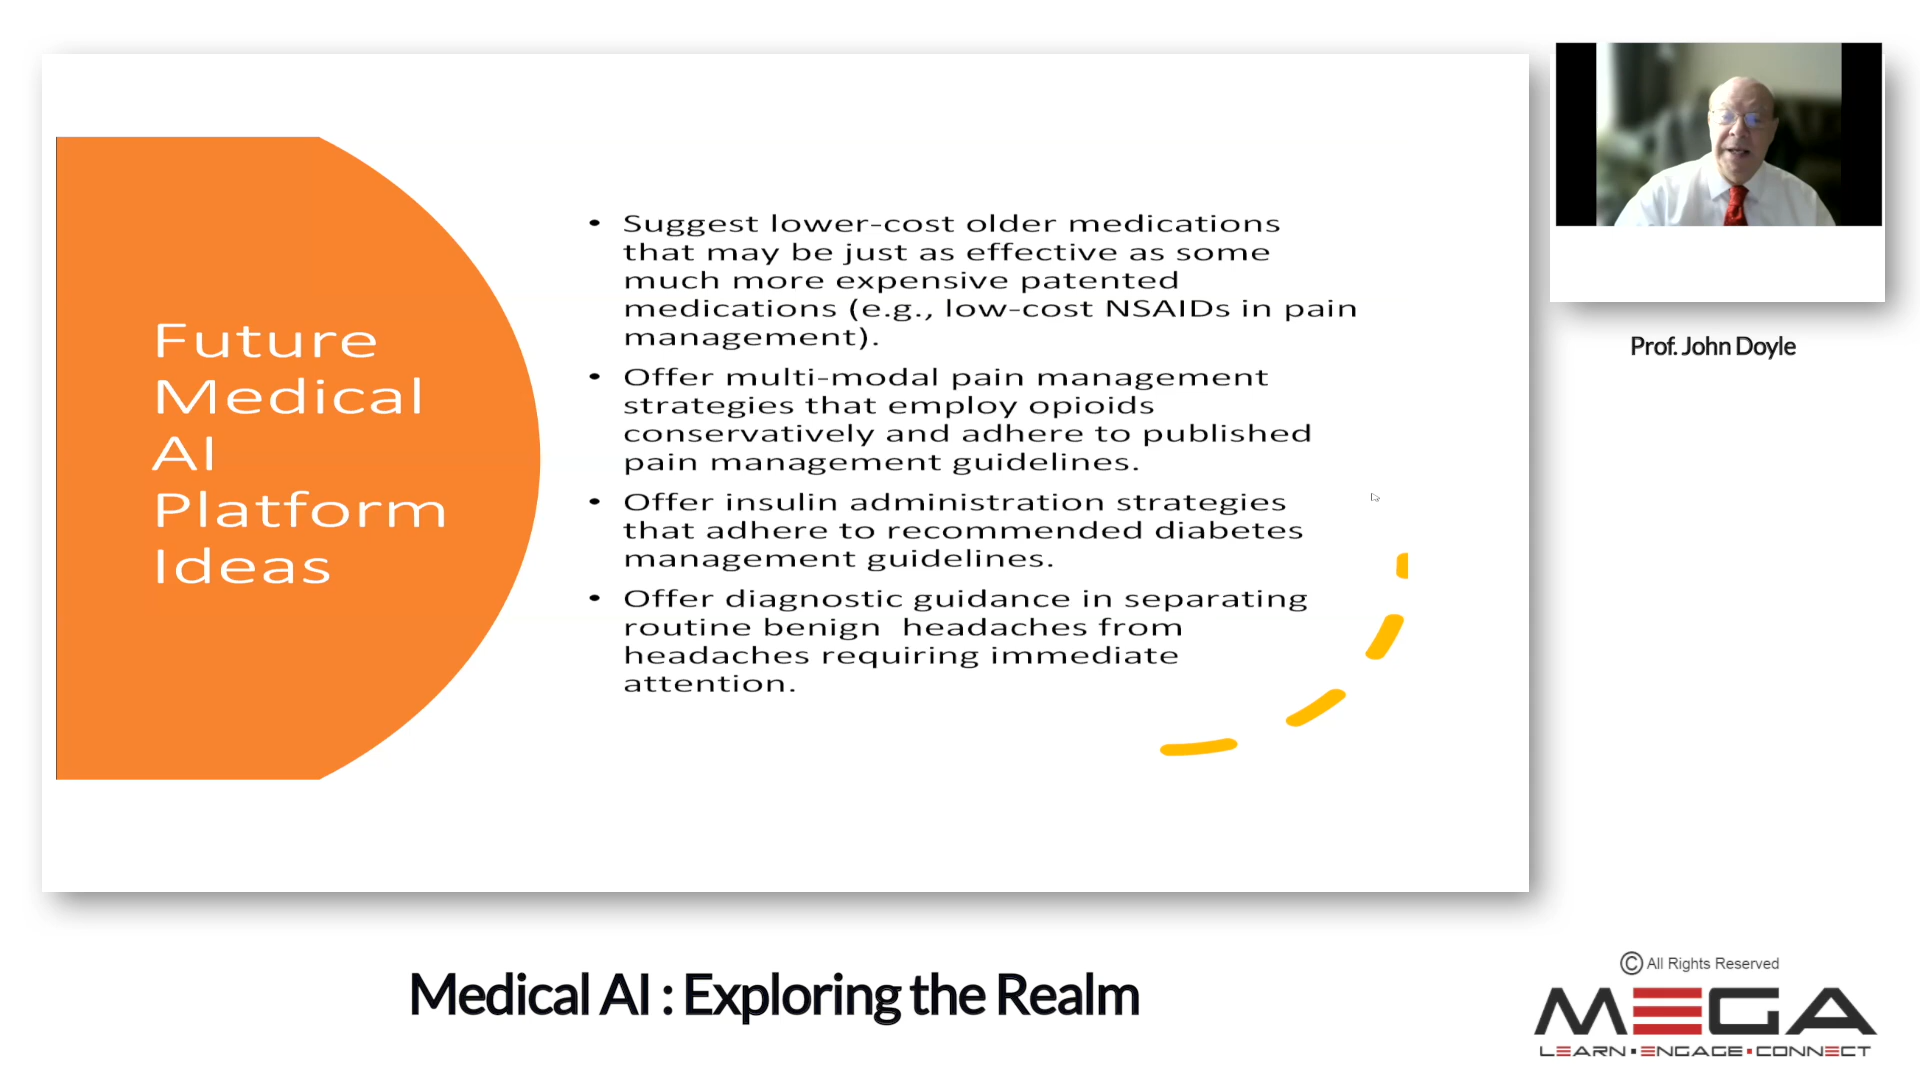 Future
Medical
AI
Platform
Ideas
• Suggest lower-cost older medications
that may be just as effective as some
much more expensive patented
medications (e.g., low-cost NSAIDs in pain
management).
• Offer multi-modal pain management
strategies that employ opioids
conservatively and adhere to published
pain management guidelines.
• Offer insulin administration strategies
that adhere to recommended diabetes
management guidelines.
• Offer diagnostic guidance in separating
routine benign  headaches from
headaches requiring immediate
attention.
Prof. John Doyle
Medical AI : Exploring the Realm
© All Rights Reserved
MEGA
LEARN▪ENGAGE▪CONNECT